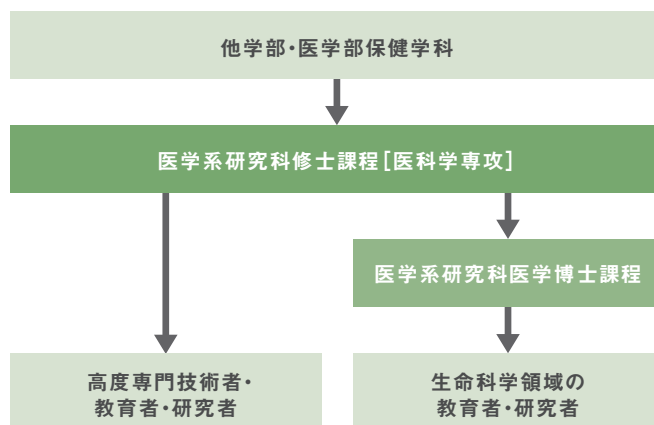 他学部・医学部保健学科
医学系研究科修士課程[医科学専攻]
医学系研究科医学博士課程
高度専門技術者・
教育者・研究者
生命科学領域の
教育者・研究者